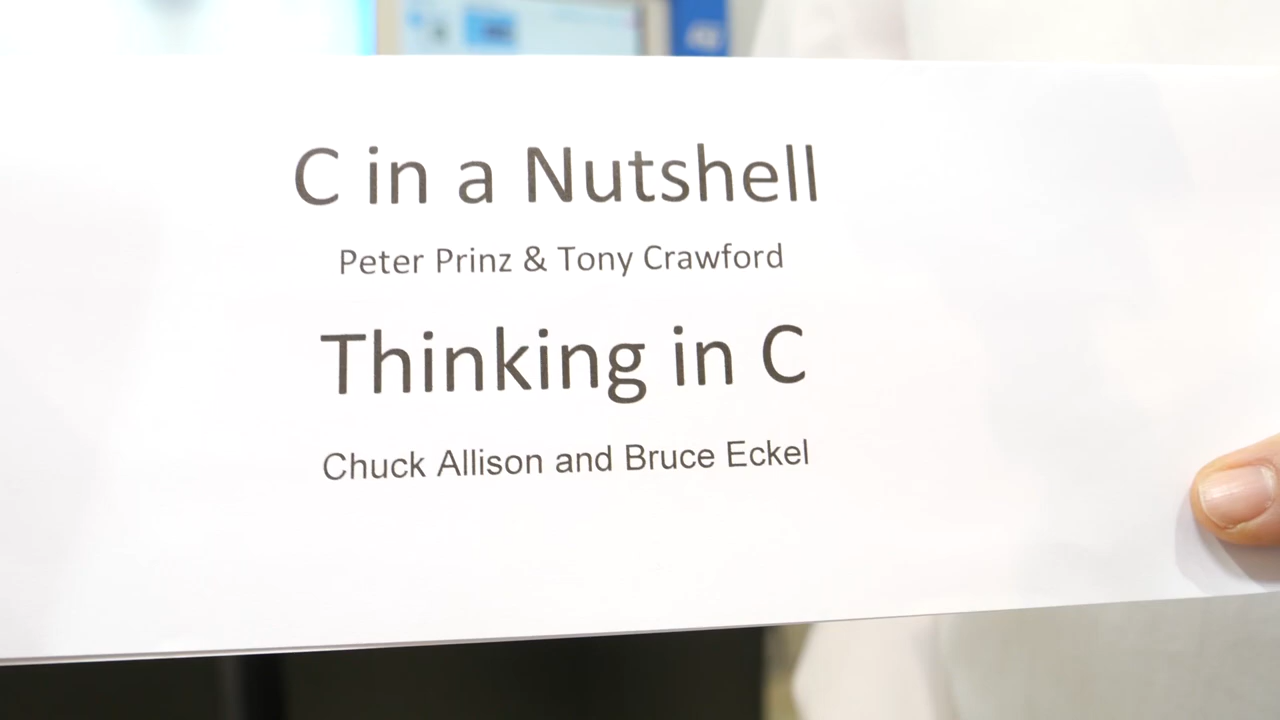 C in a Nutshell
Peter Prinz & Tony Crawford
Thinking in C
Chuck Allison and Bruce Eckel